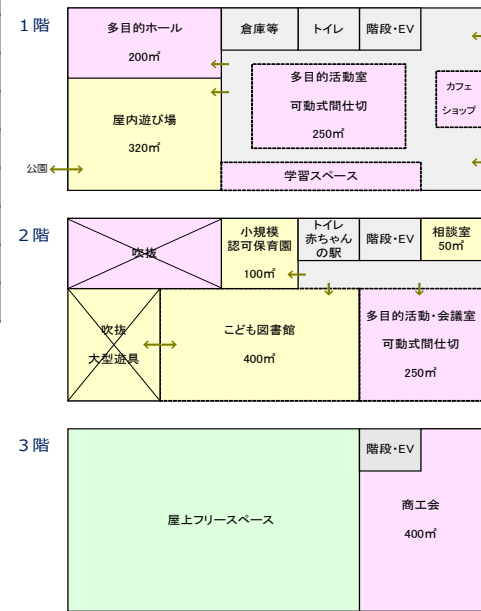 1階
多目的ホール
200㎡
倉庫等
トイレ
階段・EV
多目的活動室
可動式間仕切
250㎡
カフェ
ショップ
屋内遊び場
320㎡
公園
学習スペース
2階
吹抜
小規模
認可保育園
100㎡
トイレ
赤ちゃん
の駅
階段・EV
相談室
50㎡
吹抜
大型遊具
こども図書館
400㎡
多目的活動・会議室
可動式間仕切
250㎡
3階
階段・EV
屋上フリースペース
商工会
400㎡